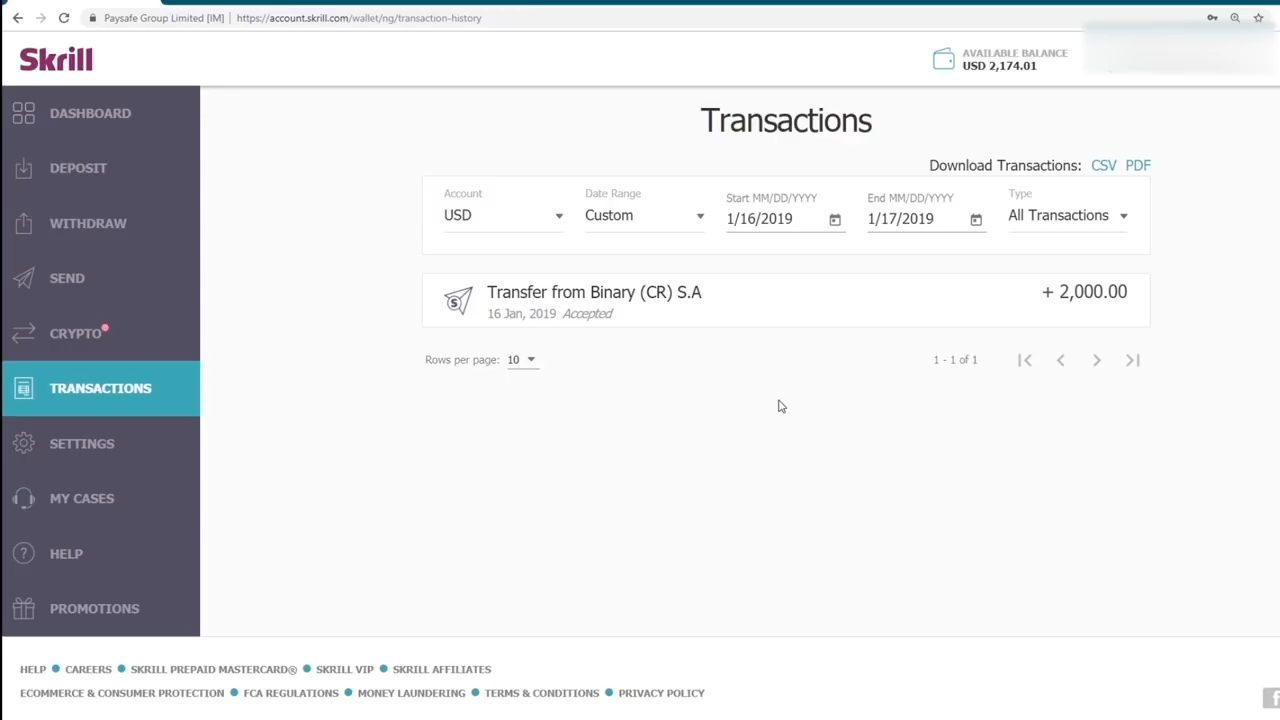 Paysafe Group Limited [IM] | https://account.skrill.com/wallet/ng/transaction-history
Skrill
AVAILABLE BALANCE
USD 2,174.01
DASHBOARD
DEPOSIT
WITHDRAW
SEND
CRYPTO
TRANSACTIONS
SETTINGS
MY CASES
HELP
PROMOTIONS
Transactions
Download Transactions: CSV PDF
Account Date Range Start MM/DD/YYYY End MM/DD/YYYY Type
USD Custom 1/16/2019 1/17/2019 All Transactions
Transfer from Binary (CR) S.A + 2,000.00
16 Jan, 2019 Accepted
Rows per page: 10 1 - 1 of 1
HELP CAREERS SKRILL PREPAID MASTERCARD® SKRILL VIP SKRILL AFFILIATES
ECOMMERCE & CONSUMER PROTECTION FCA REGULATIONS MONEY LAUNDERING TERMS & CONDITIONS PRIVACY POLICY